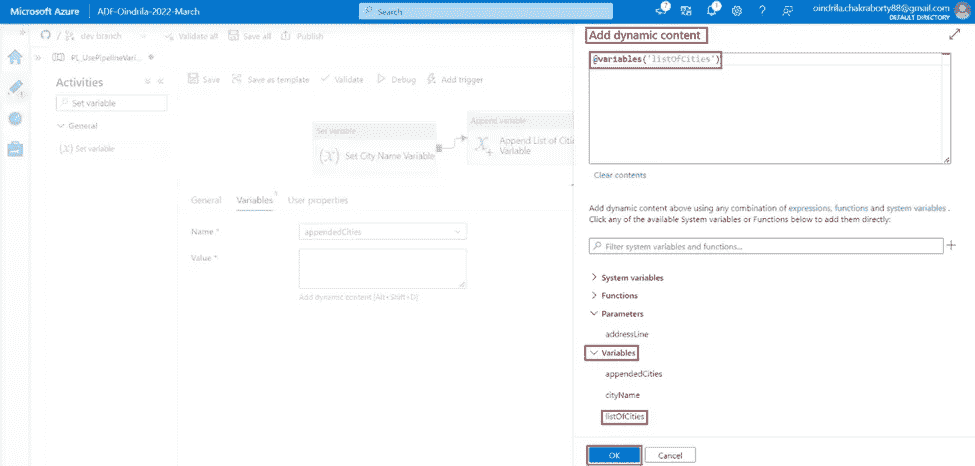 Microsoft Azure
ADF-Oindrila-2022-March
Search
7
1
oindrila.chakraborty88@gmail.com
DEFAULT DIRECTORY
dev branch
Validate all
Save all
Publish
PL_UsePipelineVari...
Activities
Set variable
General
(x) Set variable
Save
Save as template
Validate
Debug
Add trigger
Set variable
(x) Set City Name Variable
Append variable
Append List of Citi
Variable
General
Variables
User properties
Name *
appendedCities
Value *
Add dynamic content [Alt+Shift+D]
Add dynamic content
@variables('listOfCities')
Clear contents
Add dynamic content above using any combination of expressions, functions and system variables .
Click any of the available System variables or Functions below to add them directly:
Filter system variables and functions...
System variables
Functions
Parameters
addressLine
Variables
appendedCities
cityName
listOfCities
OK
Cancel